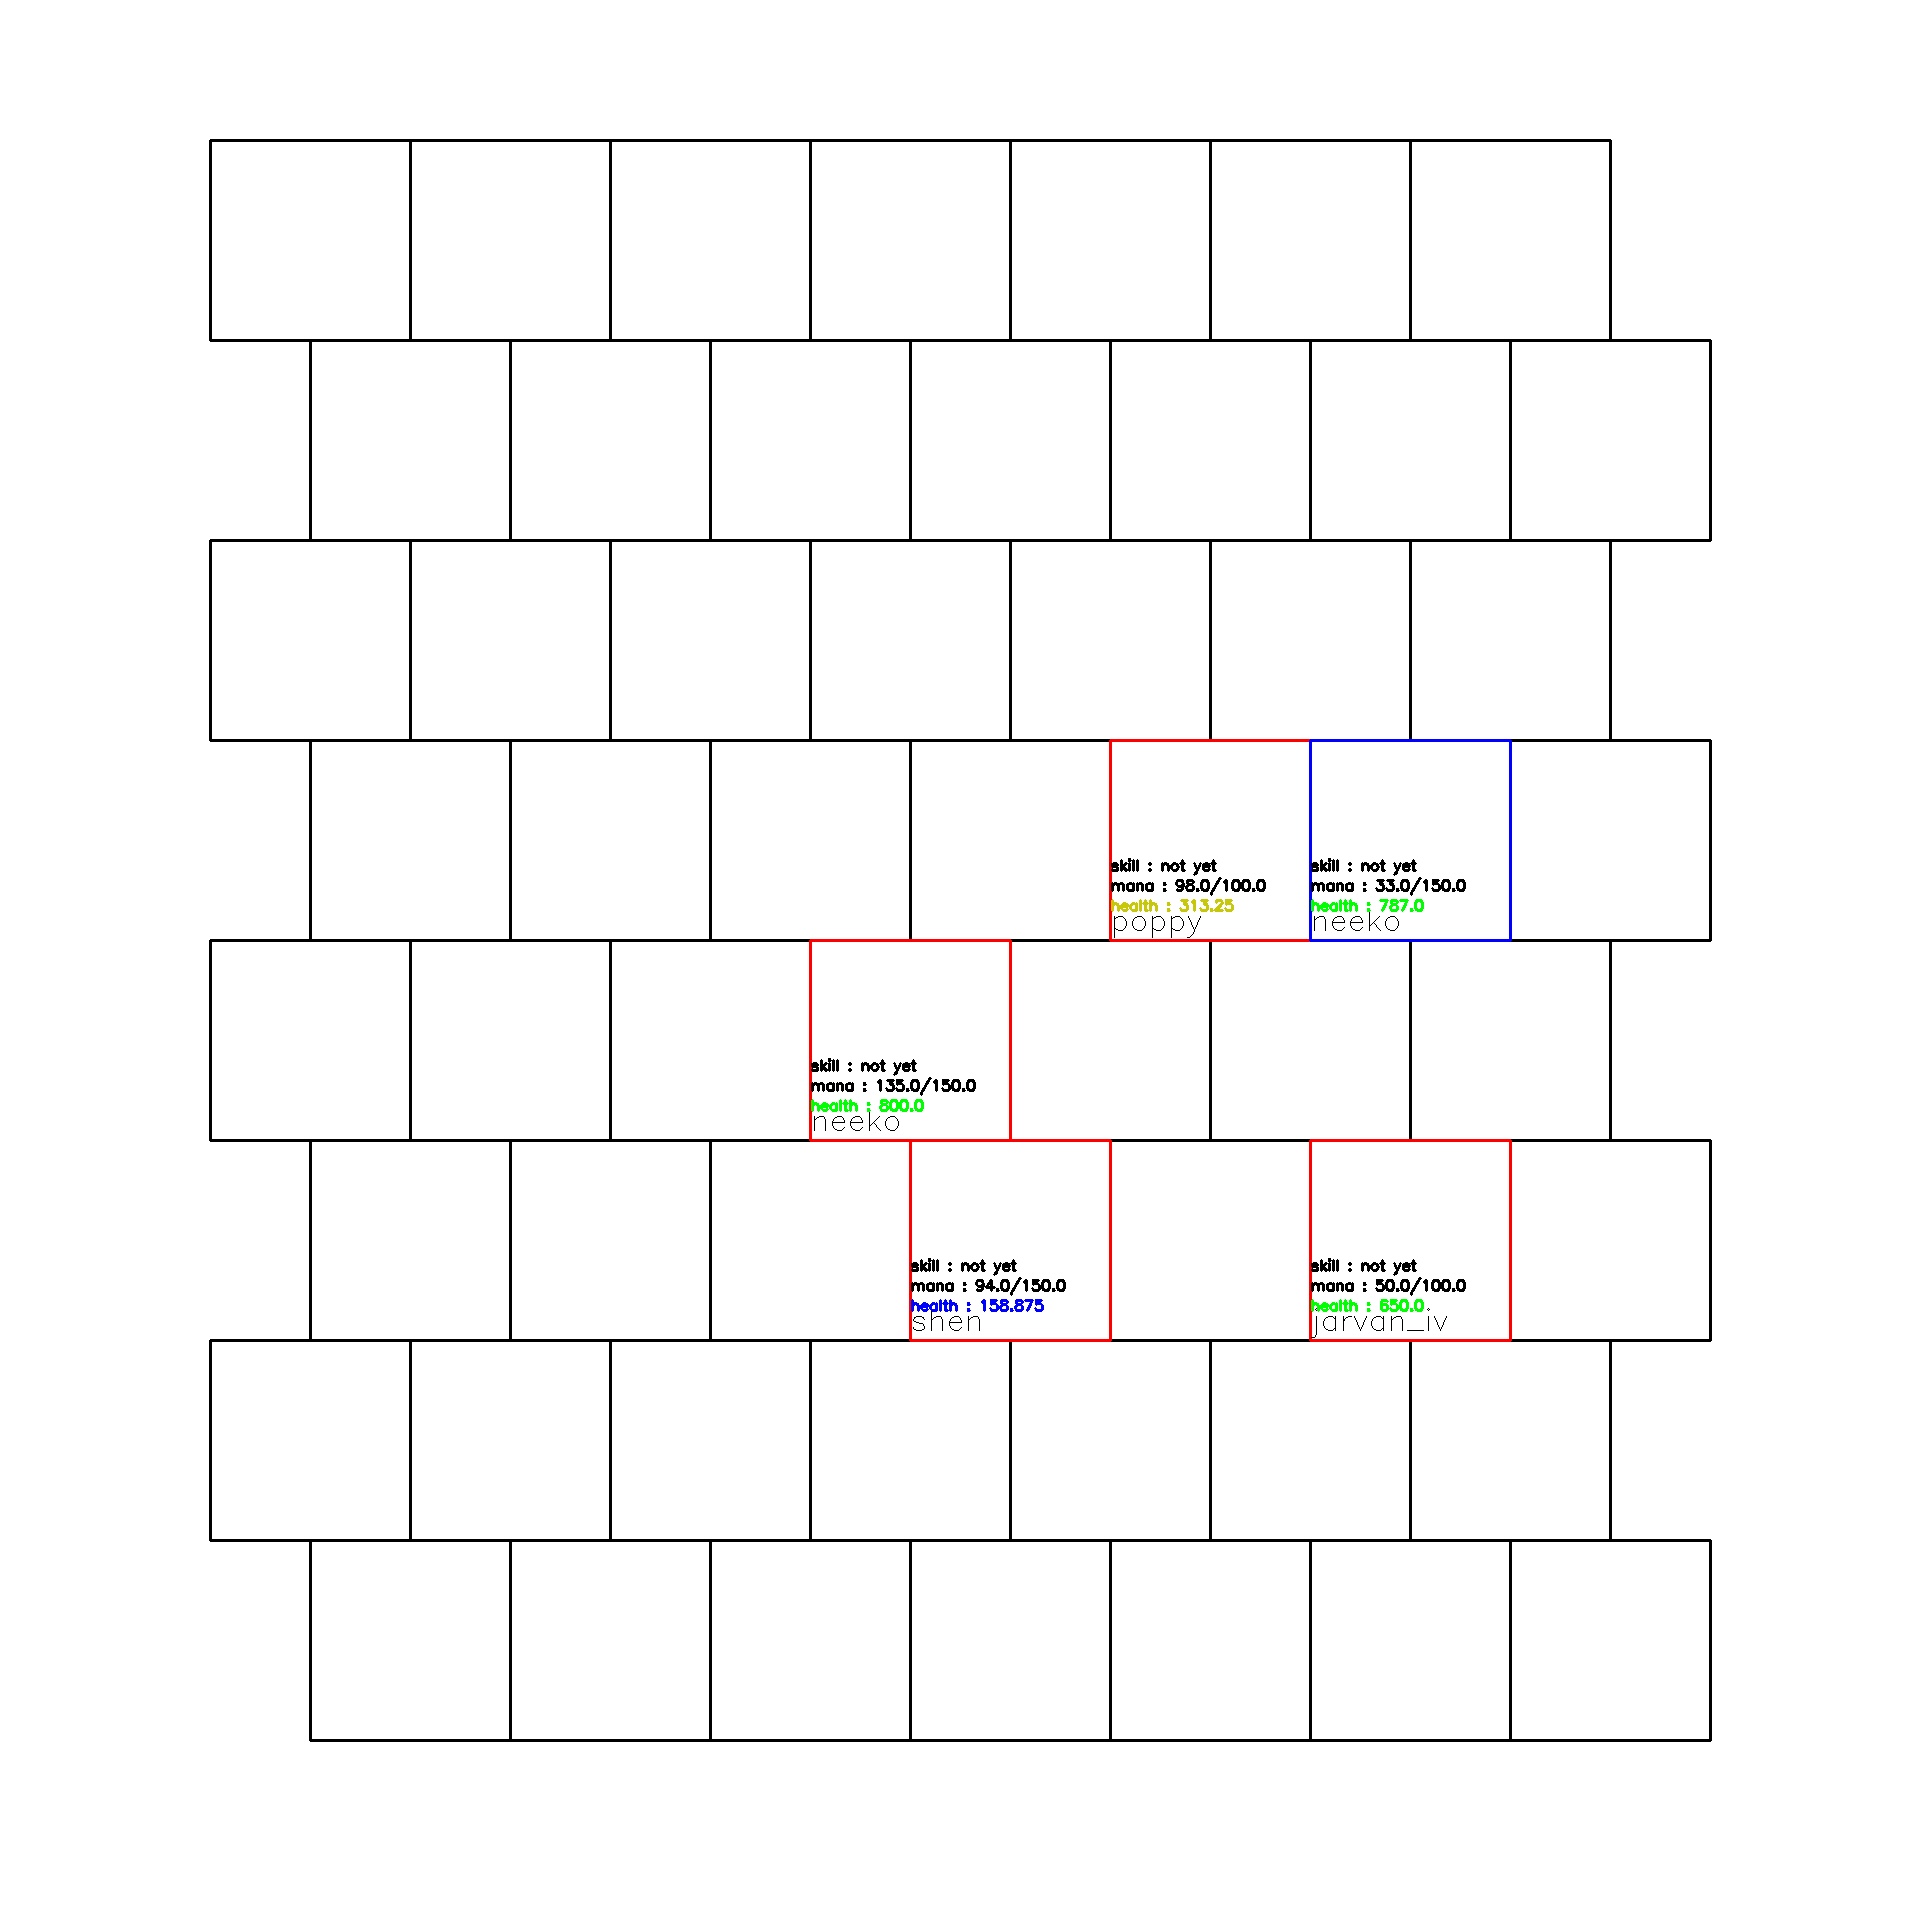 skill : not yet
mana : 98.0/100.0
health : 313.25
poppy
skill : not yet
mana : 33.0/150.0
health : 787.0
neeko
skill : not yet
mana : 135.0/150.0
health : 800.0
neeko
skill : not yet
mana : 94.0/150.0
health : 158.875
shen
skill : not yet
mana : 50.0/100.0
health : 650.0
jarvan_iv